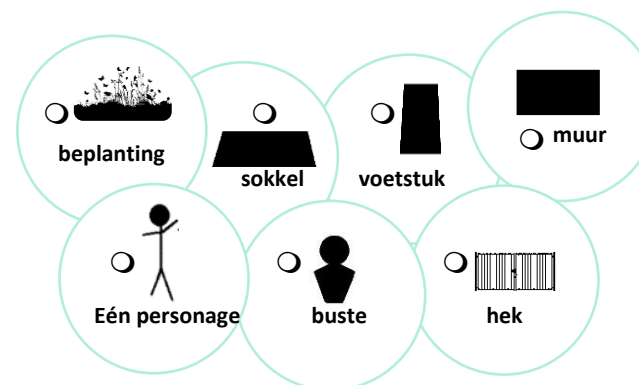 beplanting
sokkel
voetstuk
muur
Eén personage
buste
hek